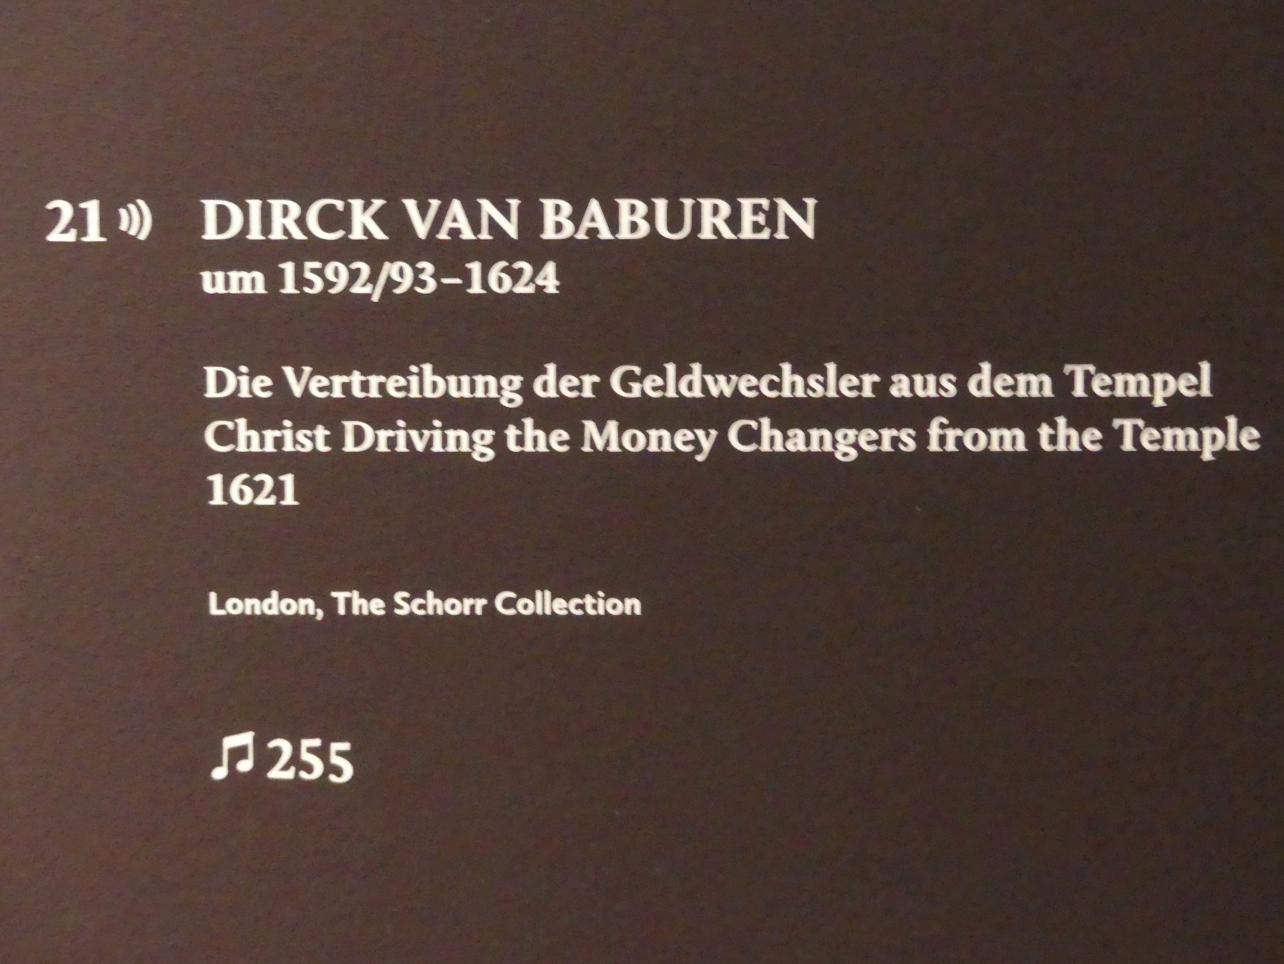 21 DIRCK VAN BABUREN
um 1592/93–1624
Die Vertreibung der Geldwechsler aus dem Tempel
Christ Driving the Money Changers from the Temple
1621
London, The Schorr Collection
♫ 255